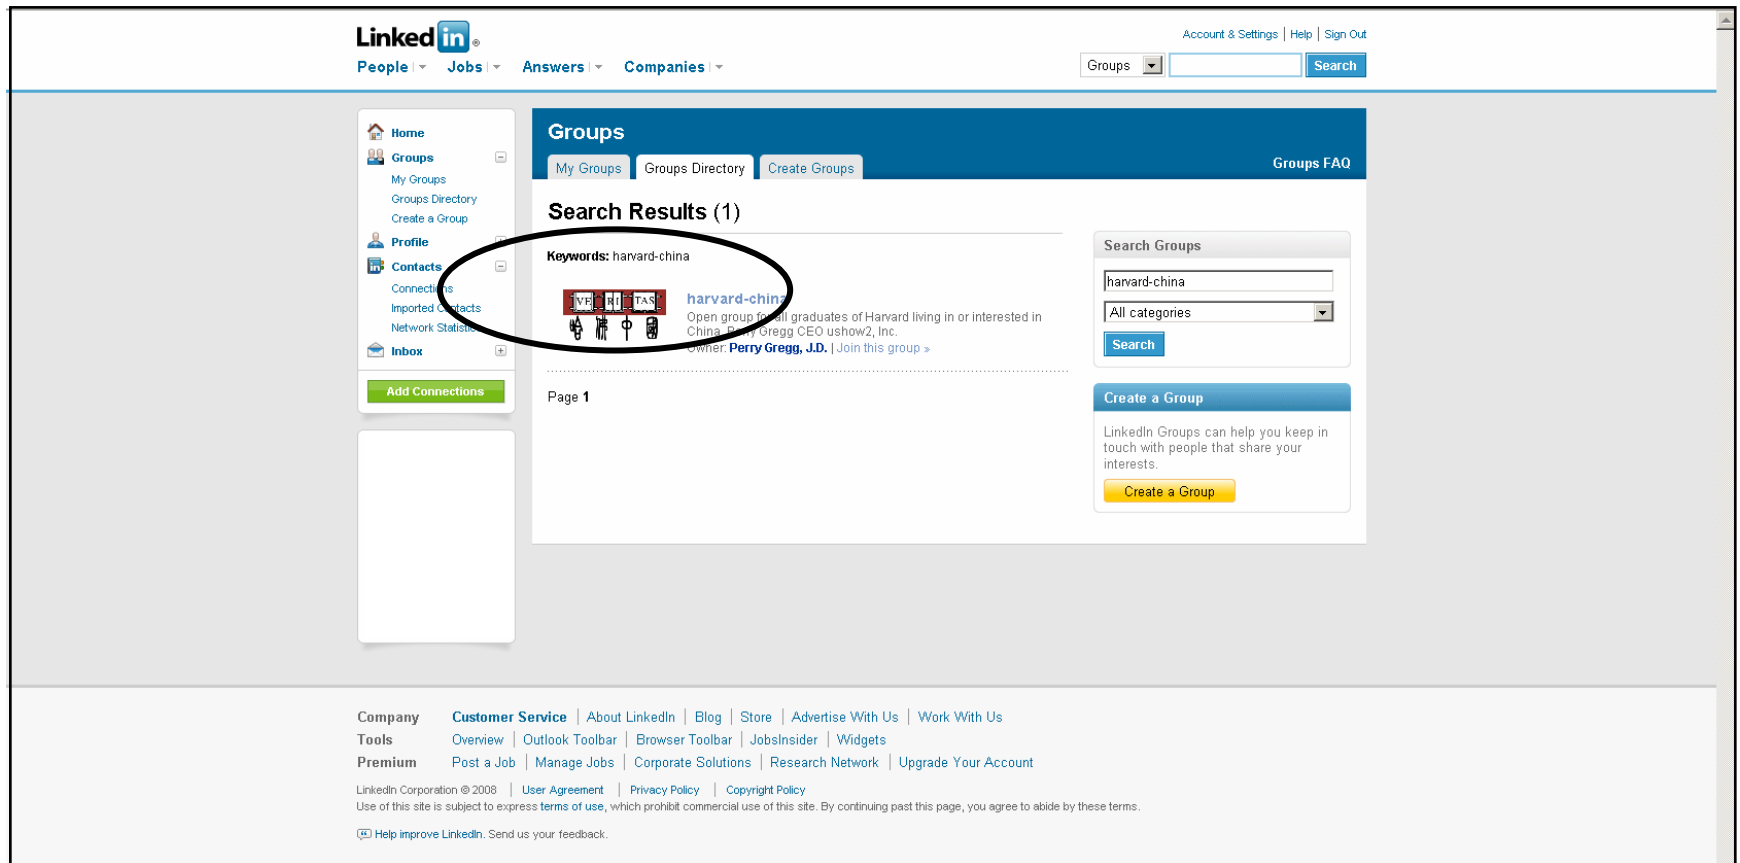 Linked in
Account & Settings | Help | Sign Out
People Jobs Answers Companies
Groups Search
Home
Groups
My Groups
Groups Directory
Create a Group
Profile
Contacts
Connections
Imported Contacts
Network Statistic
Inbox
Add Connections
Groups
My Groups Groups Directory Create Groups
Groups FAQ
Search Results (1)
Keywords: harvard-china
VE RI TAS
harvard-china
Open group for all graduates of Harvard living in or interested in
China. Perry Gregg CEO ushow2, Inc.
Owner: Perry Gregg, J.D. | Join this group »
Page 1
Search Groups
harvard-china
All categories
Search
Create a Group
LinkedIn Groups can help you keep in
touch with people that share your
interests.
Create a Group
Company Customer Service | About LinkedIn | Blog | Store | Advertise With Us | Work With Us
Tools Overview | Outlook Toolbar | Browser Toolbar | JobsInsider | Widgets
Premium Post a Job | Manage Jobs | Corporate Solutions | Research Network | Upgrade Your Account
LinkedIn Corporation © 2008 | User Agreement | Privacy Policy | Copyright Policy
Use of this site is subject to express terms of use, which prohibit commercial use of this site. By continuing past this page, you agree to abide by these terms.
Help improve LinkedIn. Send us your feedback.